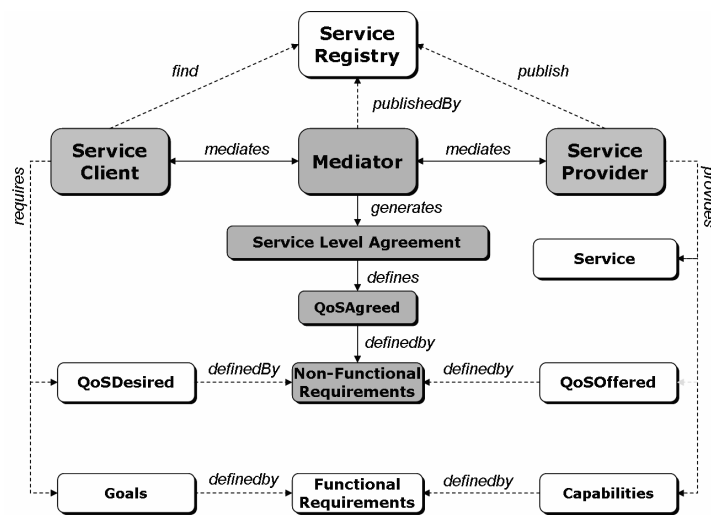 Service
Registry
find
publish
publishedBy
Service
Client
mediates
Mediator
mediates
Service
Provider
requires
provides
generates
Service Level Agreement
Service
defines
QoSAgreed
definedby
QoSDesired
definedBy
Non-Functional
Requirements
definedby
QoSOffered
Goals
definedby
Functional
Requirements
definedby
Capabilities